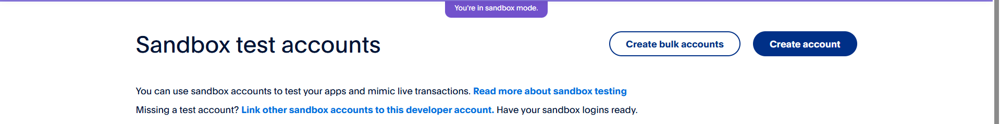 You're in sandbox mode.
Sandbox test accounts
Create bulk accounts
Create account
You can use sandbox accounts to test your apps and mimic live transactions. Read more about sandbox testing
Missing a test account? Link other sandbox accounts to this developer account. Have your sandbox logins ready.